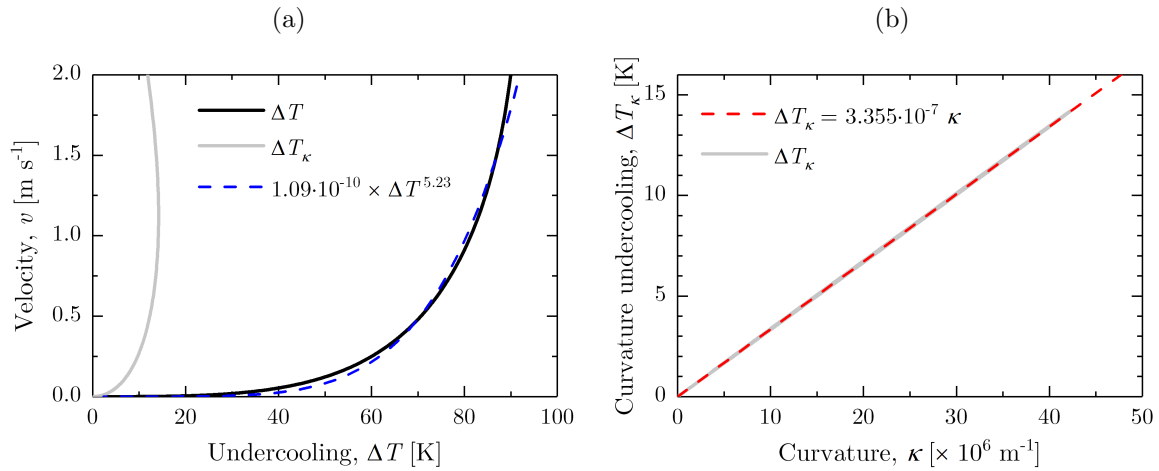 (a)
Velocity, v [m s⁻¹]
2.0
1.5
1.0
0.5
0.0
ΔT
ΔT_κ
1.09·10⁻¹⁰ × ΔT^5.23
0 20 40 60 80 100
Undercooling, ΔT [K]
(b)
Curvature undercooling, ΔT_κ [K]
15
10
5
0
ΔT_κ = 3.355·10⁻⁷ κ
ΔT_κ
0 10 20 30 40 50
Curvature, κ [× 10⁶ m⁻¹]